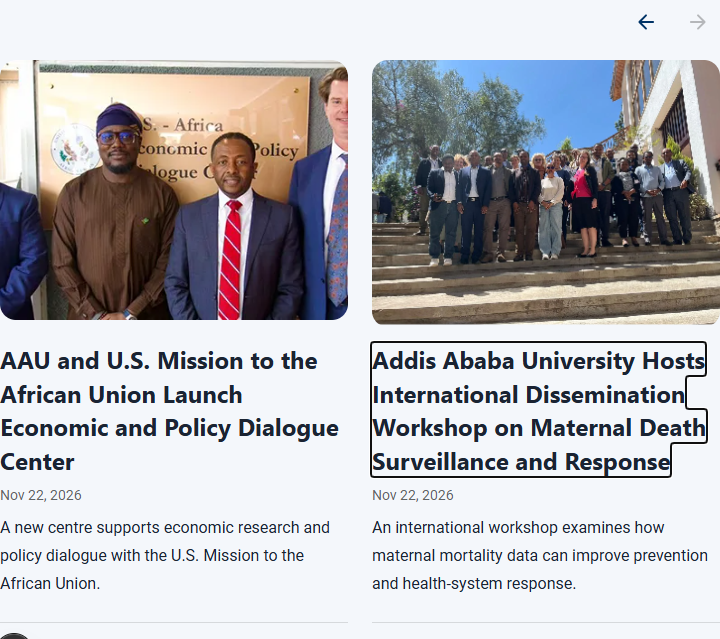 S. - Africa
Policy
AAU and U.S. Mission to the
African Union Launch
Economic and Policy Dialogue
Center
Nov 22, 2026
A new centre supports economic research and
policy dialogue with the U.S. Mission to the
African Union.
Addis Ababa University Hosts
International Dissemination
Workshop on Maternal Death
Surveillance and Response
Nov 22, 2026
An international workshop examines how
maternal mortality data can improve prevention
and health-system response.